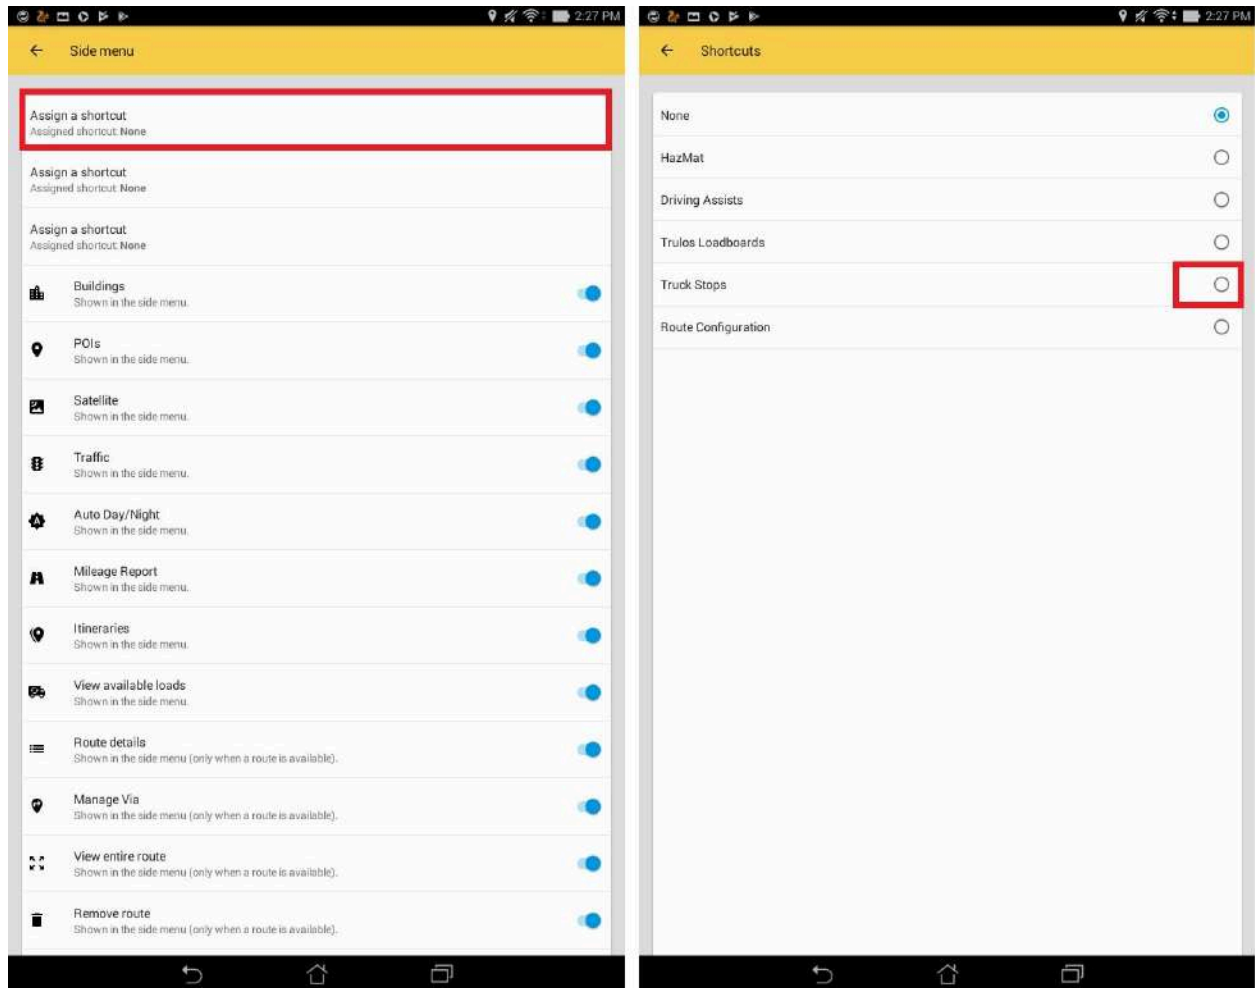 2:27 PM
Side menu
Assign a shortcut
Assigned shortcut: None
Assign a shortcut
Assigned shortcut: None
Assign a shortcut
Assigned shortcut: None
Buildings
Shown in the side menu.
POIs
Shown in the side menu.
Satellite
Shown in the side menu.
Traffic
Shown in the side menu.
Auto Day/Night
Shown in the side menu.
Mileage Report
Shown in the side menu.
Itineraries
Shown in the side menu.
View available loads
Shown in the side menu.
Route details
Shown in the side menu (only when a route is available).
Manage Via
Shown in the side menu (only when a route is available).
View entire route
Shown in the side menu (only when a route is available).
Remove route
Shown in the side menu (only when a route is available).
2:27 PM
Shortcuts
None
HazMat
Driving Assists
Trulos Loadboards
Truck Stops
Route Configuration